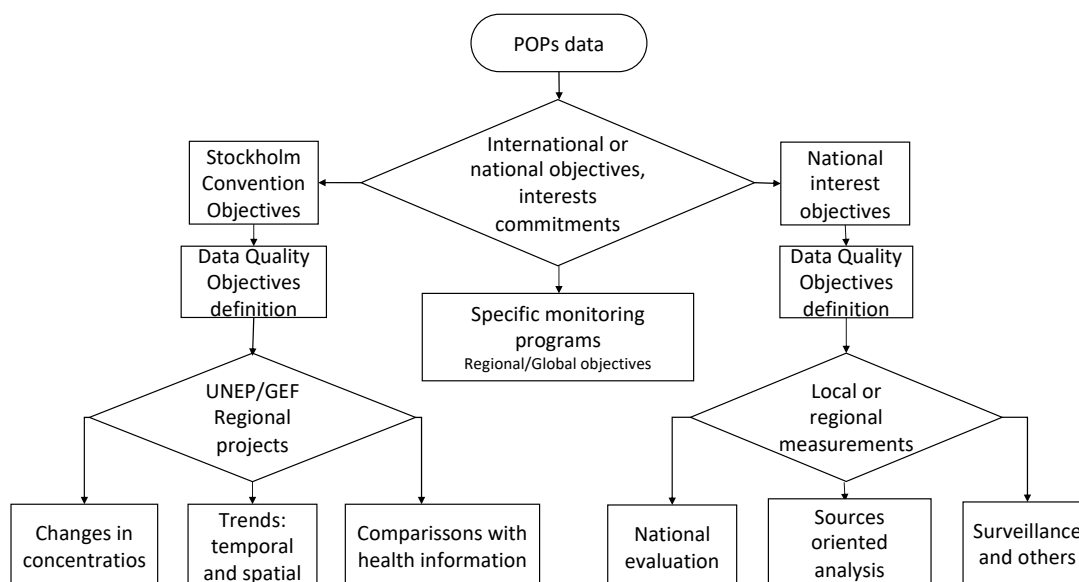 POPs data
International or
national objectives,
interests
commitments
Stockholm
Convention
Objectives
National
interest
objectives
Data Quality
Objectives
definition
Specific monitoring
programs
Regional/Global objectives
Data Quality
Objectives
definition
UNEP/GEF
Regional
projects
Local or
regional
measurements
Changes in
concentratios
Trends:
temporal
and spatial
Comparissons with
health information
National
evaluation
Sources
oriented
analysis
Surveillance
and others